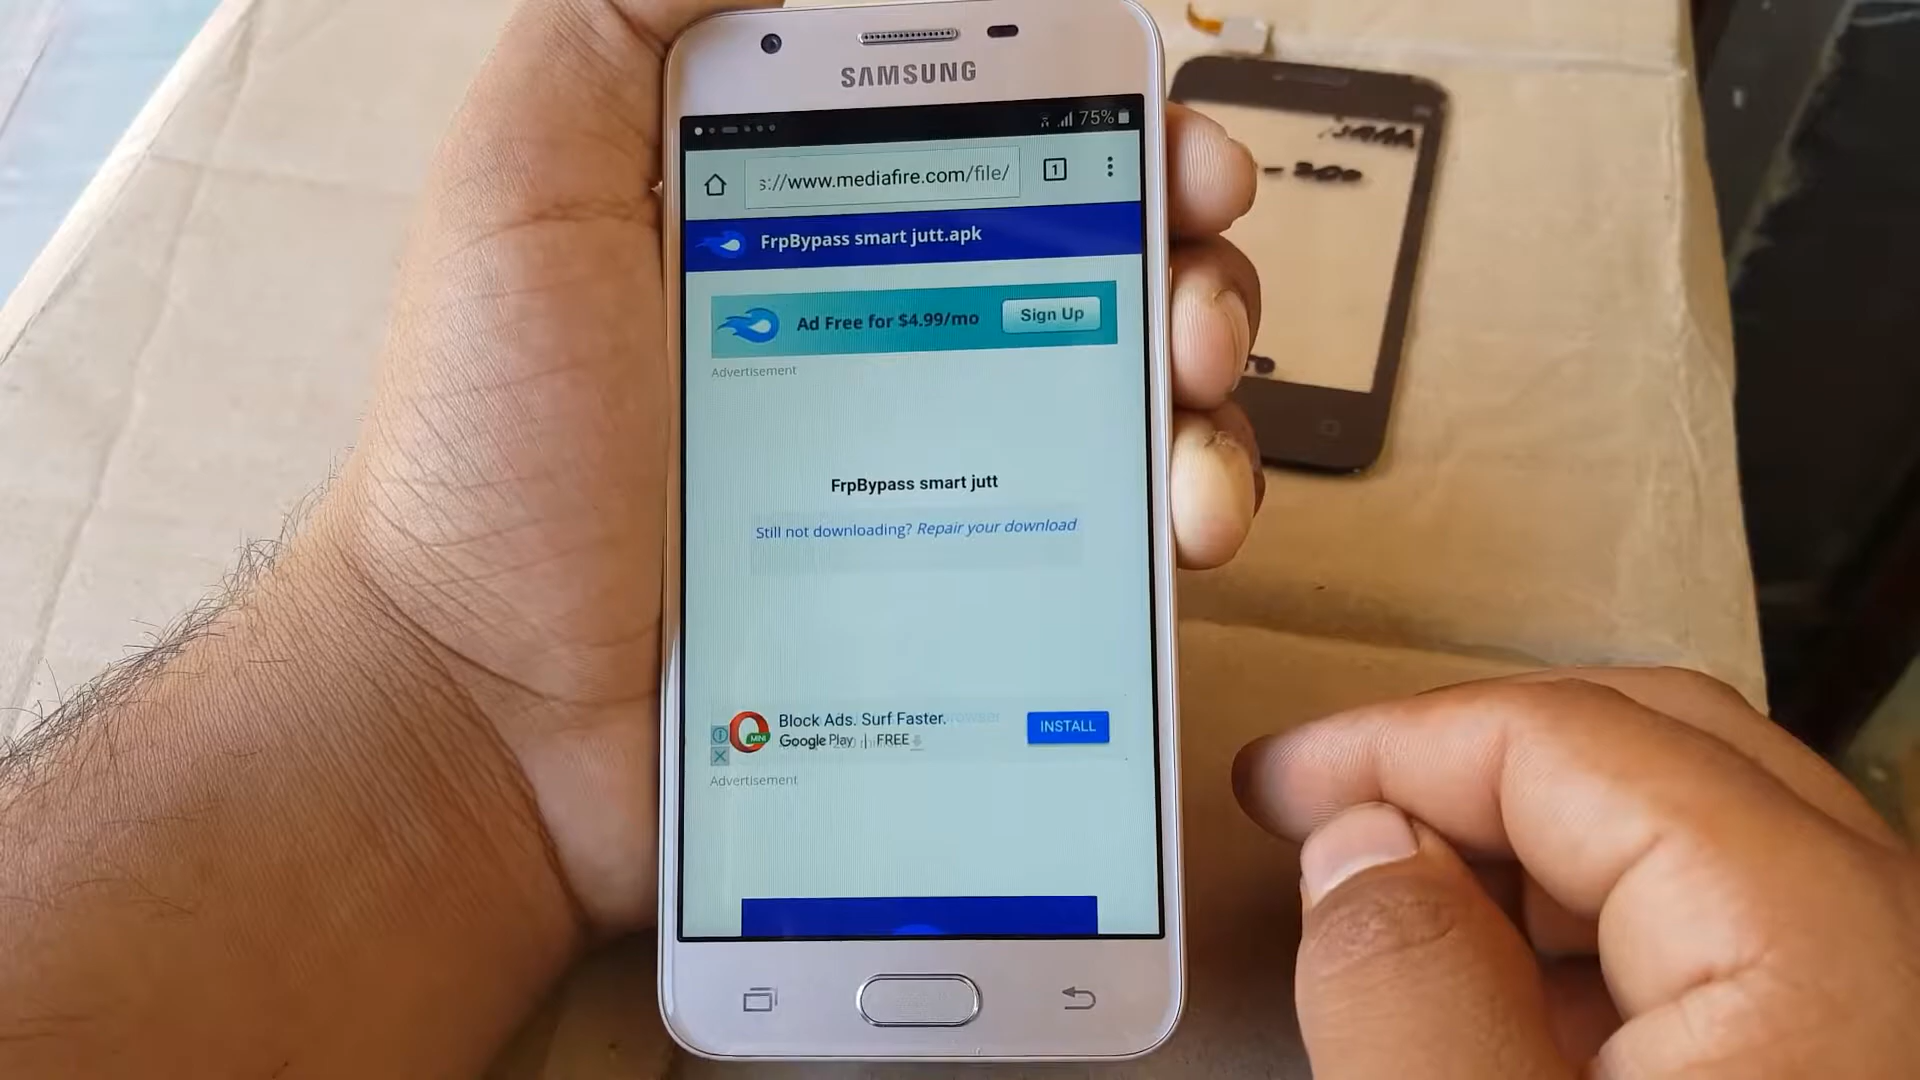 SAMSUNG
75%
s://www.mediafire.com/file/
1
FrpBypass smart jutt.apk
Ad Free for $4.99/mo
Sign Up
Advertisement
FrpBypass smart jutt
Still not downloading? Repair your download
Block Ads. Surf Faster.
Google Play | FREE
MINI
INSTALL
Advertisement